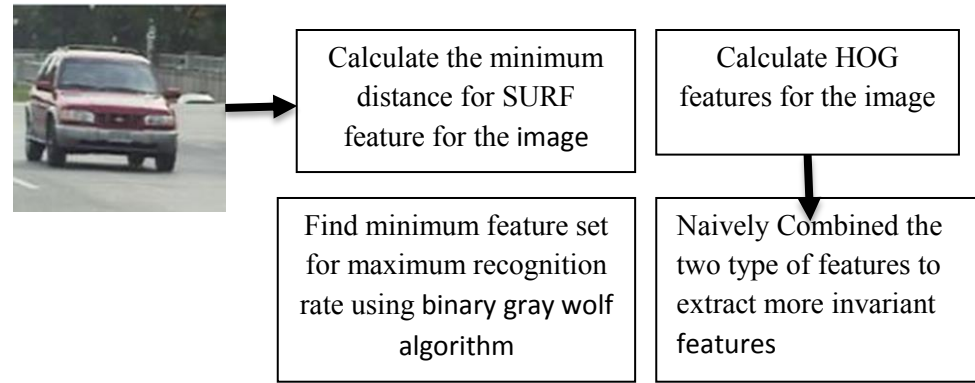 Calculate the minimum
distance for SURF
feature for the image
Calculate HOG
features for the image
Find minimum feature set
for maximum recognition
rate using binary gray wolf
algorithm
Naively Combined the
two type of features to
extract more invariant
features